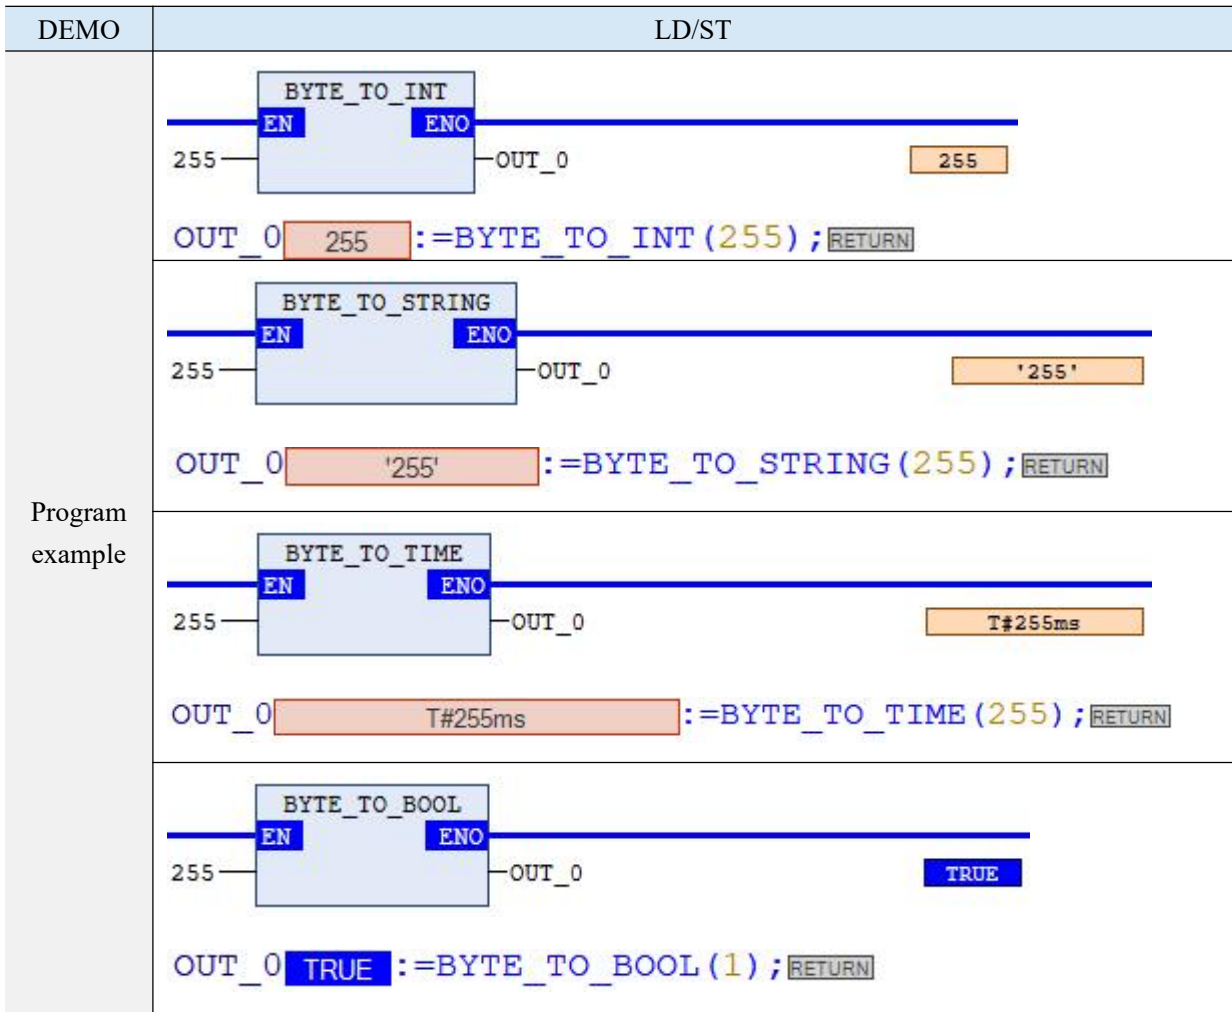 DEMO LD/ST
BYTE_TO_INT
EN ENO
255 OUT_0 255
OUT_0 255 :=BYTE_TO_INT(255);RETURN
BYTE_TO_STRING
EN ENO
255 OUT_0 '255'
OUT_0 '255' :=BYTE_TO_STRING(255);RETURN
Program
example
BYTE_TO_TIME
EN ENO
255 OUT_0 T#255ms
OUT_0 T#255ms :=BYTE_TO_TIME(255);RETURN
BYTE_TO_BOOL
EN ENO
255 OUT_0 TRUE
OUT_0 TRUE :=BYTE_TO_BOOL(1);RETURN